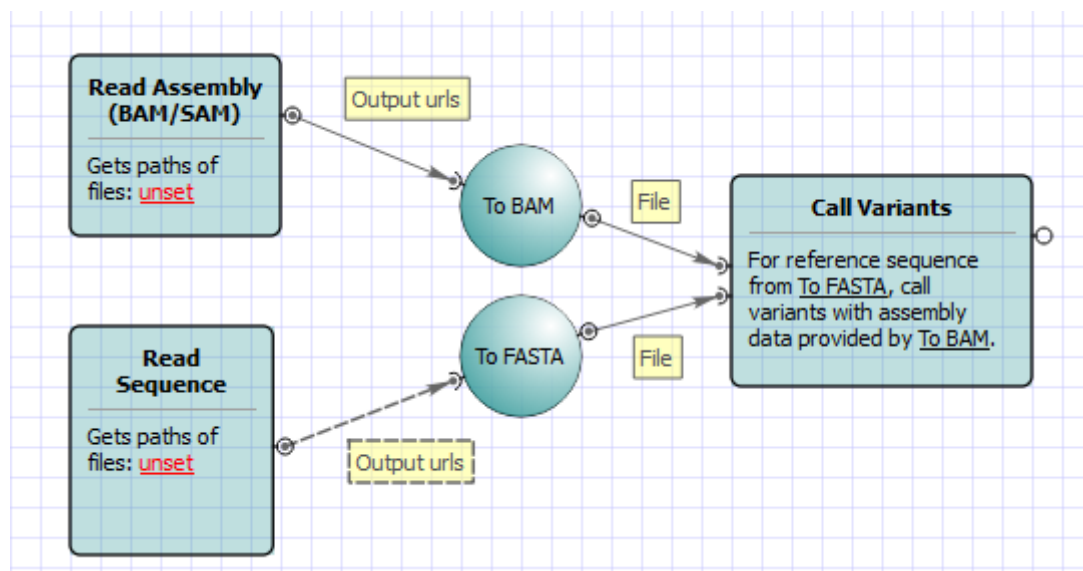 Read Assembly
(BAM/SAM)
Gets paths of
files: unset
Output urls
To BAM
File
Call Variants
For reference sequence
from To FASTA, call
variants with assembly
data provided by To BAM.
Read
Sequence
Gets paths of
files: unset
Output urls
To FASTA
File